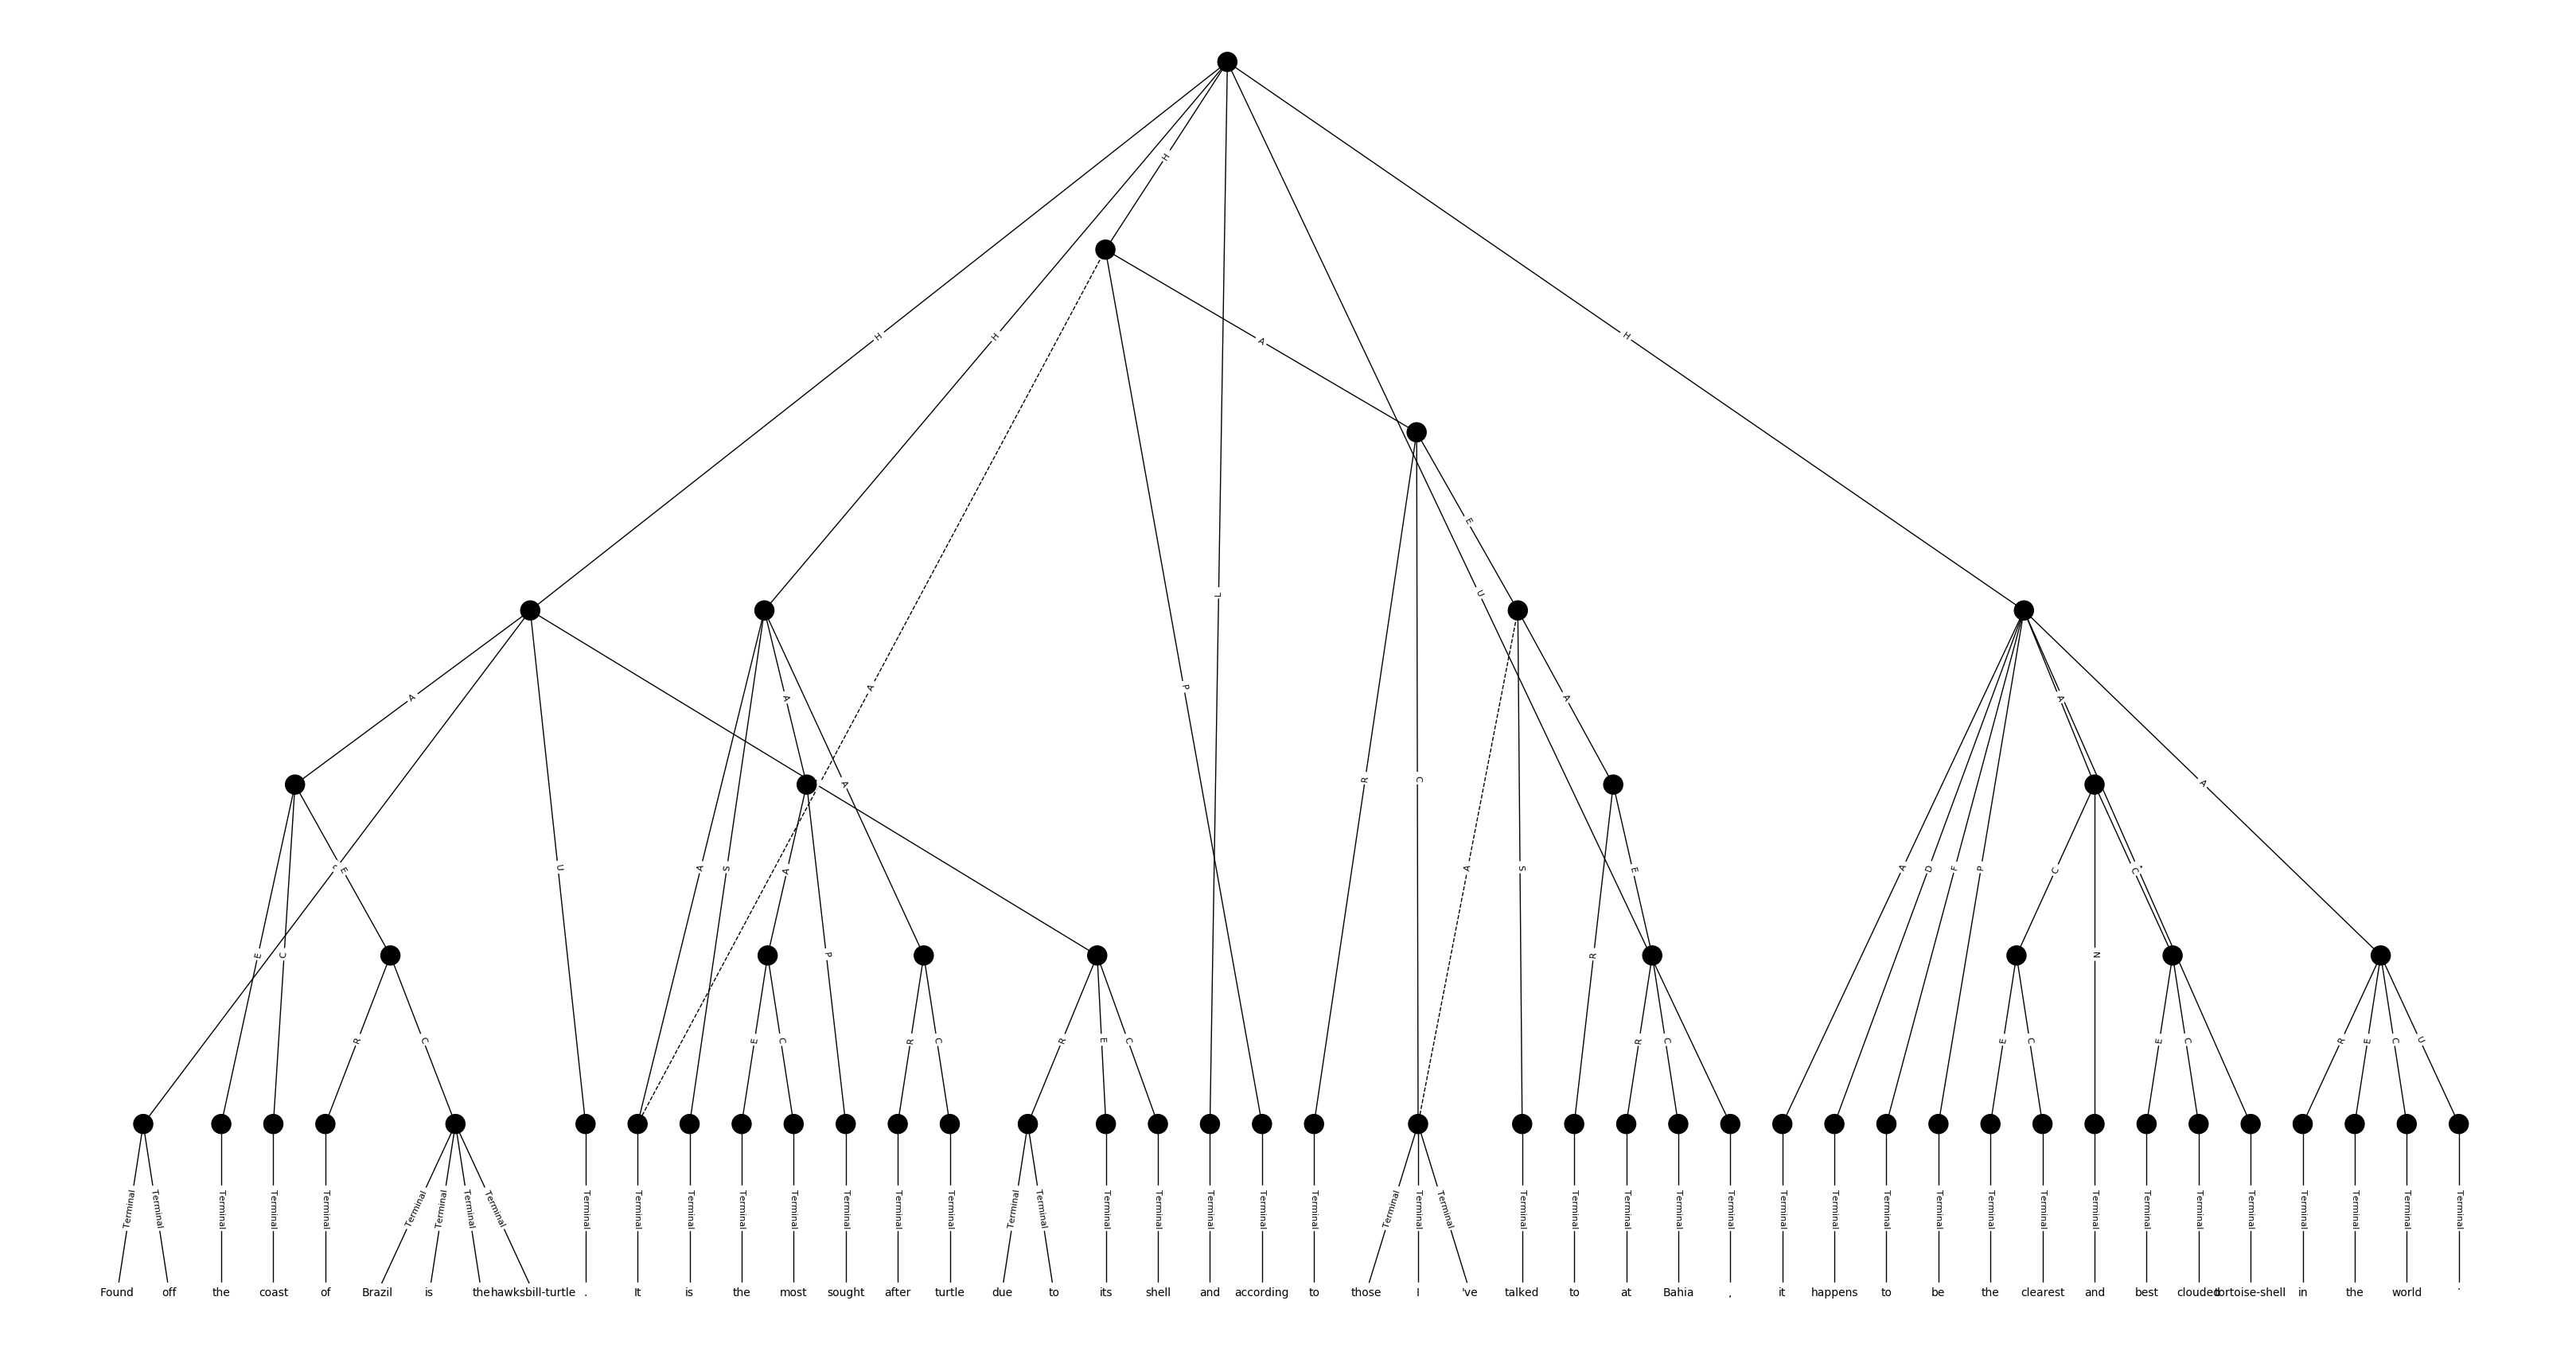 H
H H H
A
A
E
L U
A A A P A
A A
R C
E U A S A A S A D F P C C
E C A P E R N
R C E C R C R E C R C E C E C R E C U
Terminal Terminal Terminal Terminal Terminal Terminal Terminal Terminal Terminal Terminal Terminal Terminal Terminal Terminal Terminal Terminal Terminal Terminal Terminal Terminal Terminal Terminal Terminal Terminal Terminal Terminal Terminal Terminal Terminal Terminal Terminal Terminal Terminal Terminal Terminal Terminal Terminal Terminal Terminal Terminal Terminal Terminal Terminal Terminal Terminal Terminal
Found off the coast of Brazil is the hawksbill-turtle . It is the most sought after turtle due to its shell and according to those I 've talked to at Bahia , it happens to be the clearest and best clouded tortoise-shell in the world .